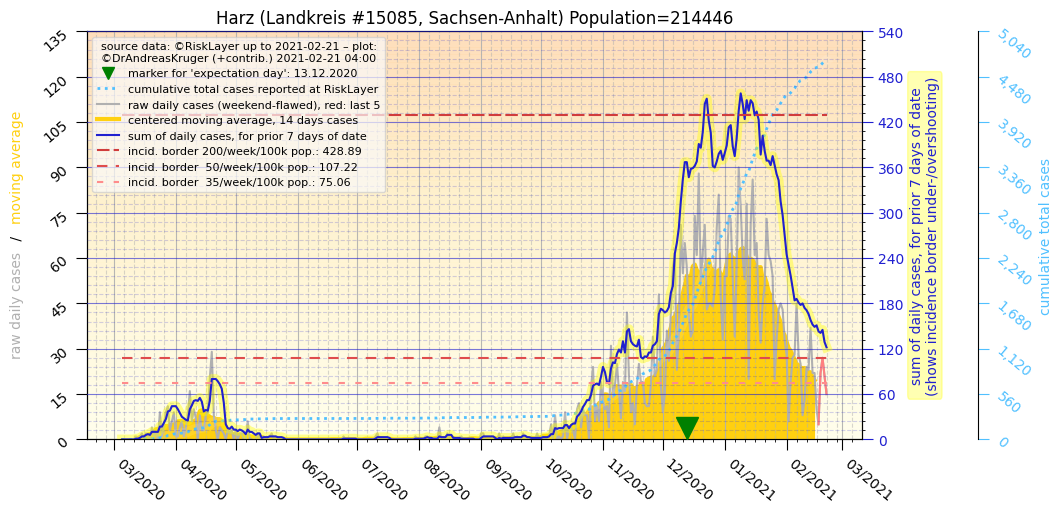 Harz (Landkreis #15085, Sachsen-Anhalt) Population=214446
source data: ©RiskLayer up to 2021-02-21 – plot:
©DrAndreasKruger (+contrib.) 2021-02-21 04:00
marker for 'expectation day': 13.12.2020
cumulative total cases reported at RiskLayer
raw daily cases (weekend-flawed), red: last 5
centered moving average, 14 days case
sum of daily cases, for prior 7 days of date
incid. border 200/week/100k pop.: 428.89
incid. border  50/week/100k pop.: 107.22
incid. border  35/week/100k pop.: 75.06
raw daily cases  /  moving average
135
120
105
90
75
60
45
30
15
0
540
480
420
360
300
240
180
120
60
0
sum of daily cases, for prior 7 days of date
(shows incidence border under-/overshooting)
5,040
4,480
3,920
3,360
2,800
2,240
1,680
1,120
560
0
cumulative total cases
03/2020
04/2020
05/2020
06/2020
07/2020
08/2020
09/2020
10/2020
11/2020
12/2020
01/2021
02/2021
03/2021